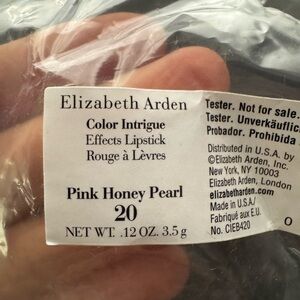 Elizabeth Arden
Color Intrigue
Effects Lipstick
Rouge à Lèvres
Pink Honey Pearl
20
NET WT. .12 OZ. 3.5 g
Tester. Not for sale.
Tester. Unverkäuflic
Probador. Prohibida
Distributed in U.S.A. by
©Elizabeth Arden, Inc.
New York, NY 10003
Elizabeth Arden, London
elizabetharden.com
Made in U.S.A./
Fabriqué aux E.U.
No. CIEB420
O